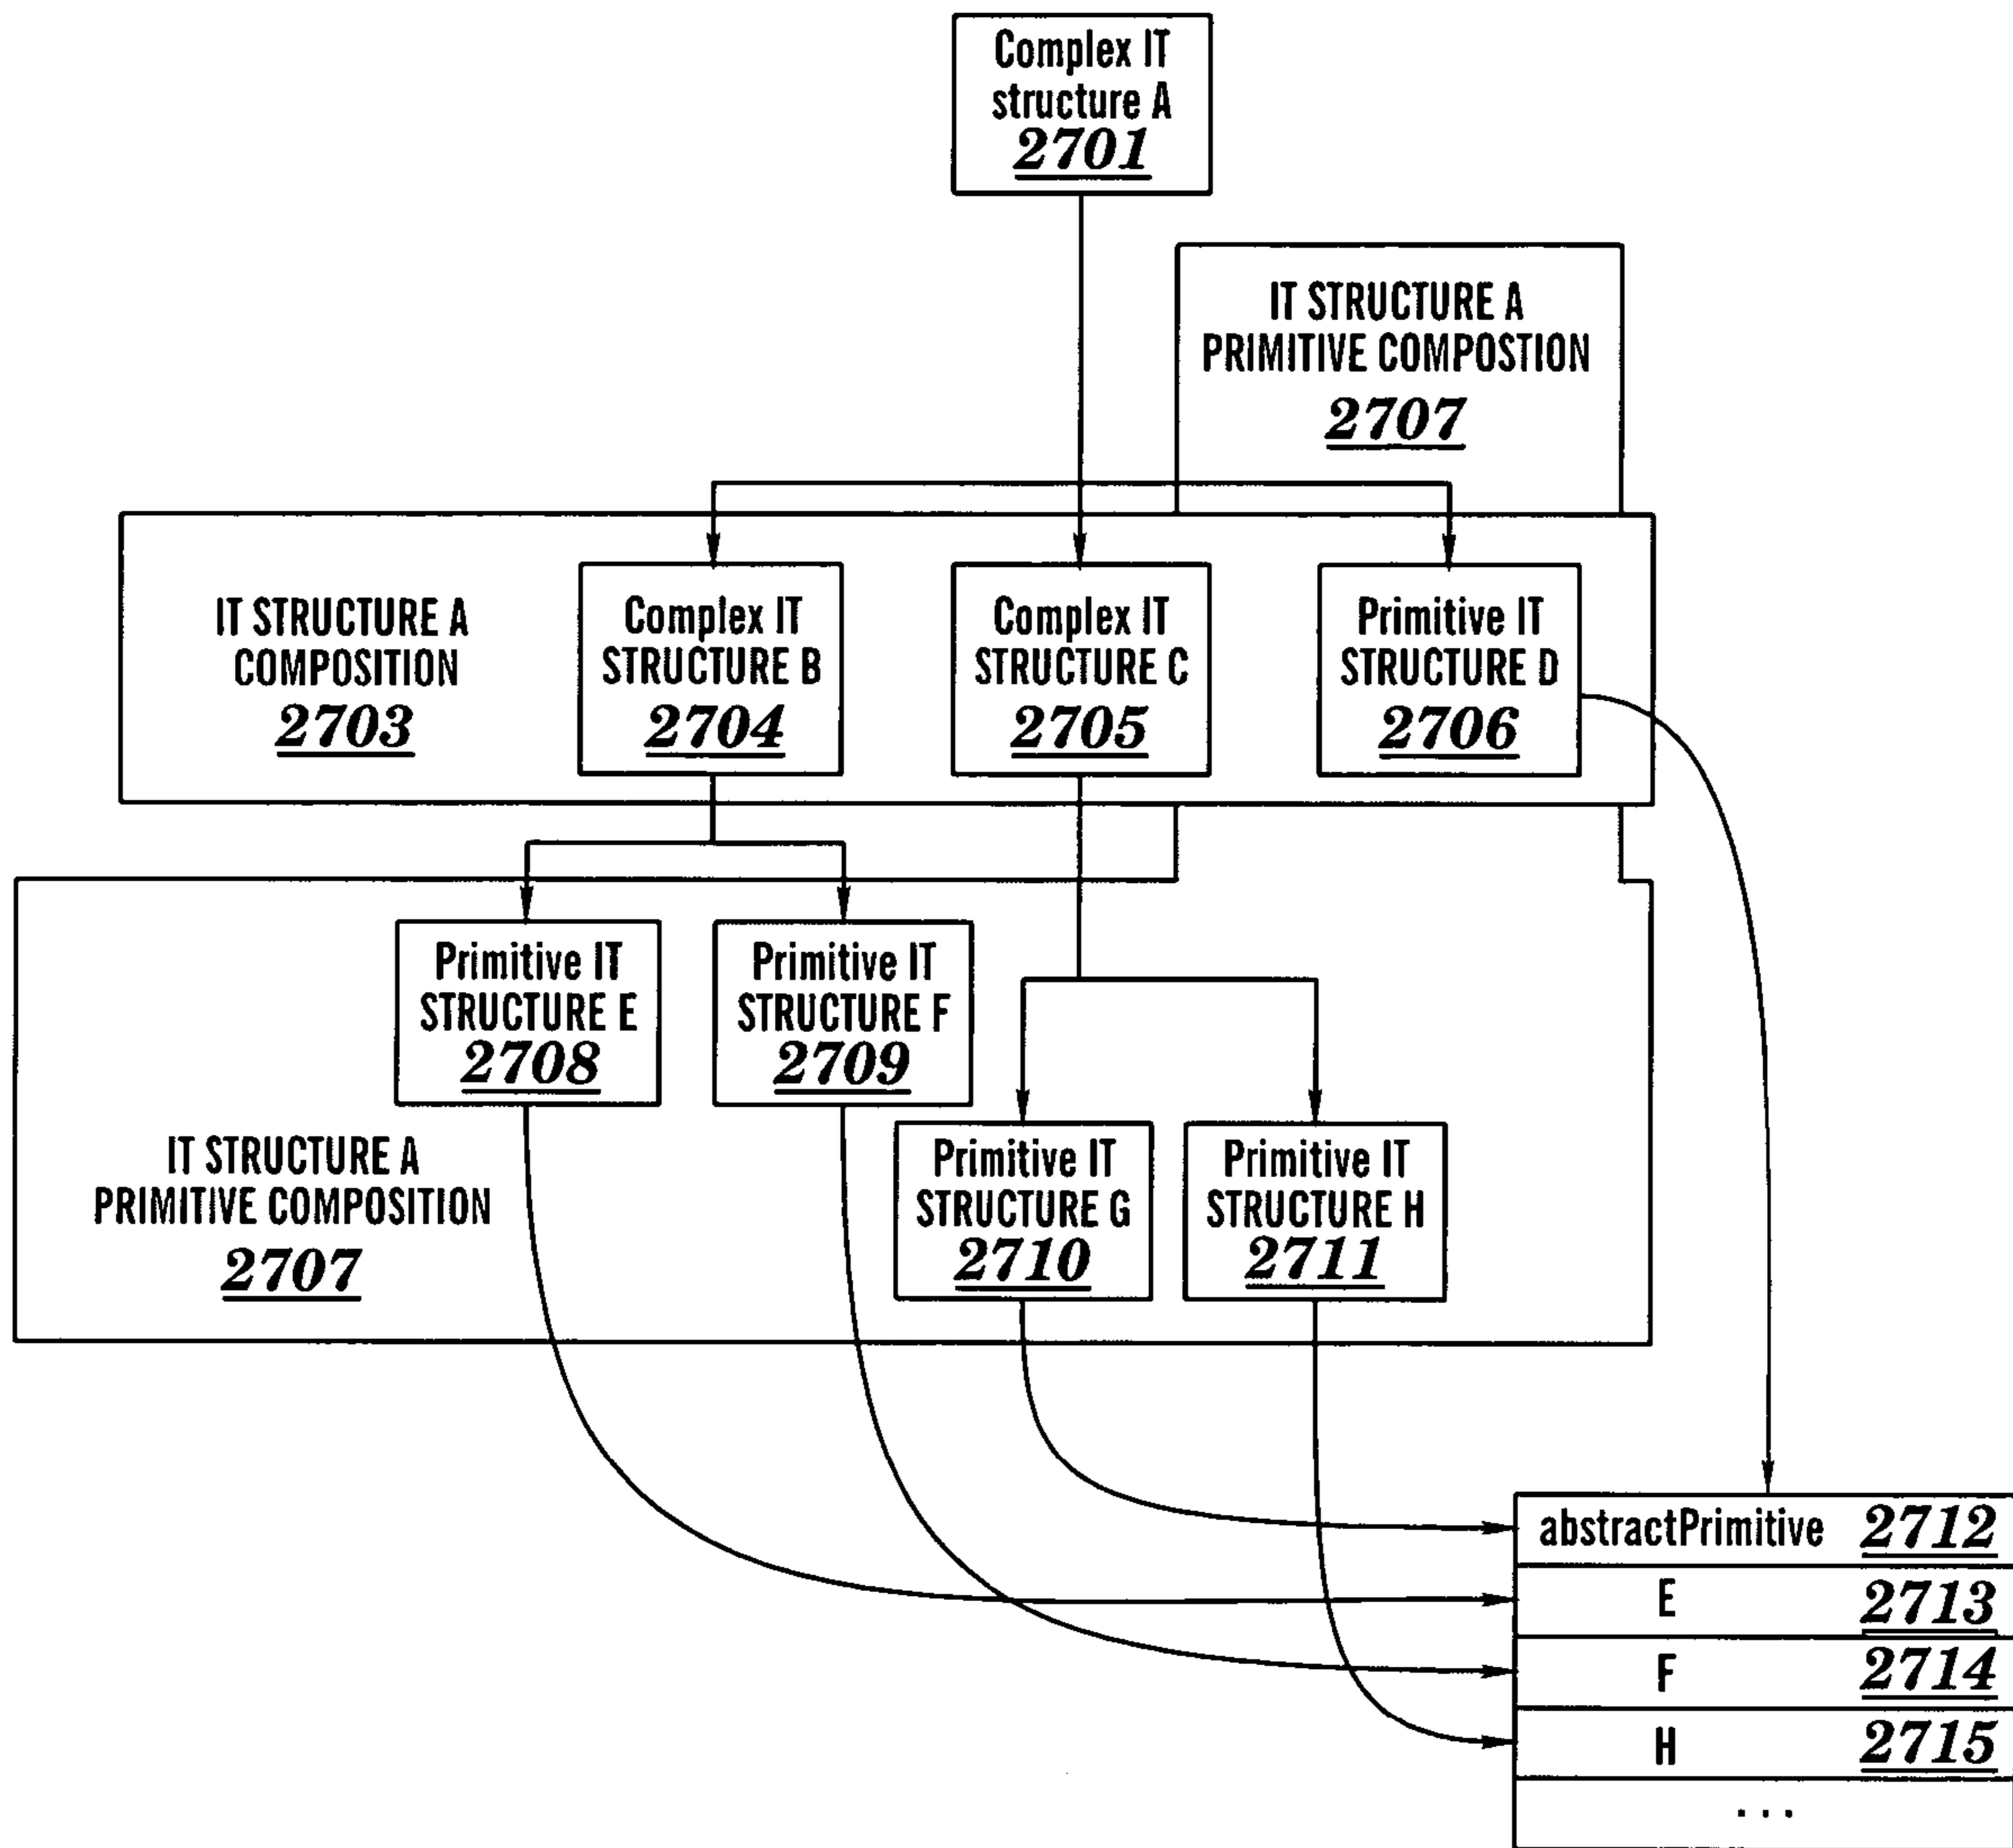 Complex IT
structure A
2701
IT STRUCTURE A
PRIMITIVE COMPOSTION
2707
IT STRUCTURE A
COMPOSITION
2703
Complex IT
STRUCTURE B
2704
Complex IT
STRUCTURE C
2705
Primitive IT
STRUCTURE D
2706
Primitive IT
STRUCTURE E
2708
Primitive IT
STRUCTURE F
2709
IT STRUCTURE A
PRIMITIVE COMPOSITION
2707
Primitive IT
STRUCTURE G
2710
Primitive IT
STRUCTURE H
2711
abstractPrimitive 2712
E 2713
F 2714
H 2715
...